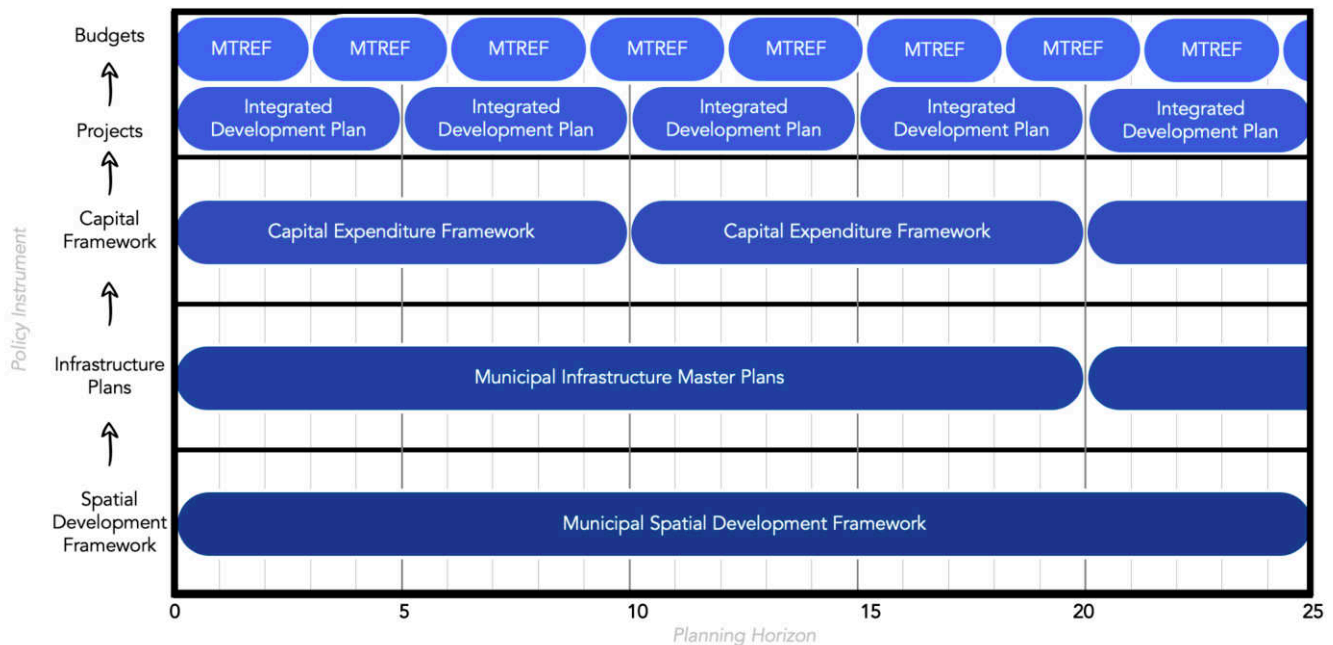 Budgets
MTREF
MTREF
MTREF
MTREF
MTREF
MTREF
MTREF
MTREF
Projects
Integrated
Development Plan
Integrated
Development Plan
Integrated
Development Plan
Integrated
Development Plan
Integrated
Development Plan
Policy Instrument
Capital
Framework
Capital Expenditure Framework
Capital Expenditure Framework
Infrastructure
Plans
Municipal Infrastructure Master Plans
Spatial
Development
Framework
Municipal Spatial Development Framework
0
5
10
15
20
25
Planning Horizon